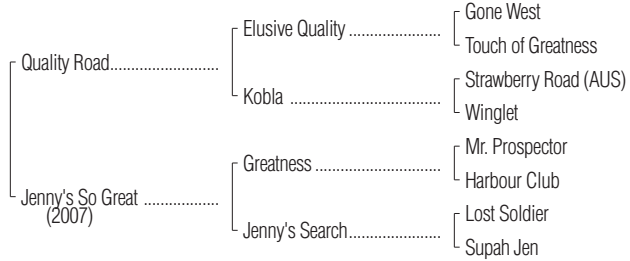 Gone West
Elusive Quality ........................
Touch of Greatness
Quality Road............................
Strawberry Road (AUS)
Kobla .......................................
Winglet
Mr. Prospector
Greatness ................................
Harbour Club
Jenny's So Great ....................
(2007)
Lost Soldier
Jenny's Search........................
Supah Jen